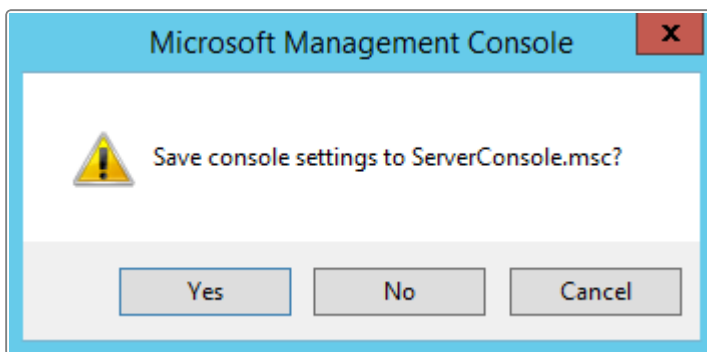 Microsoft Management Console
x
Save console settings to ServerConsole.msc?
Yes No Cancel